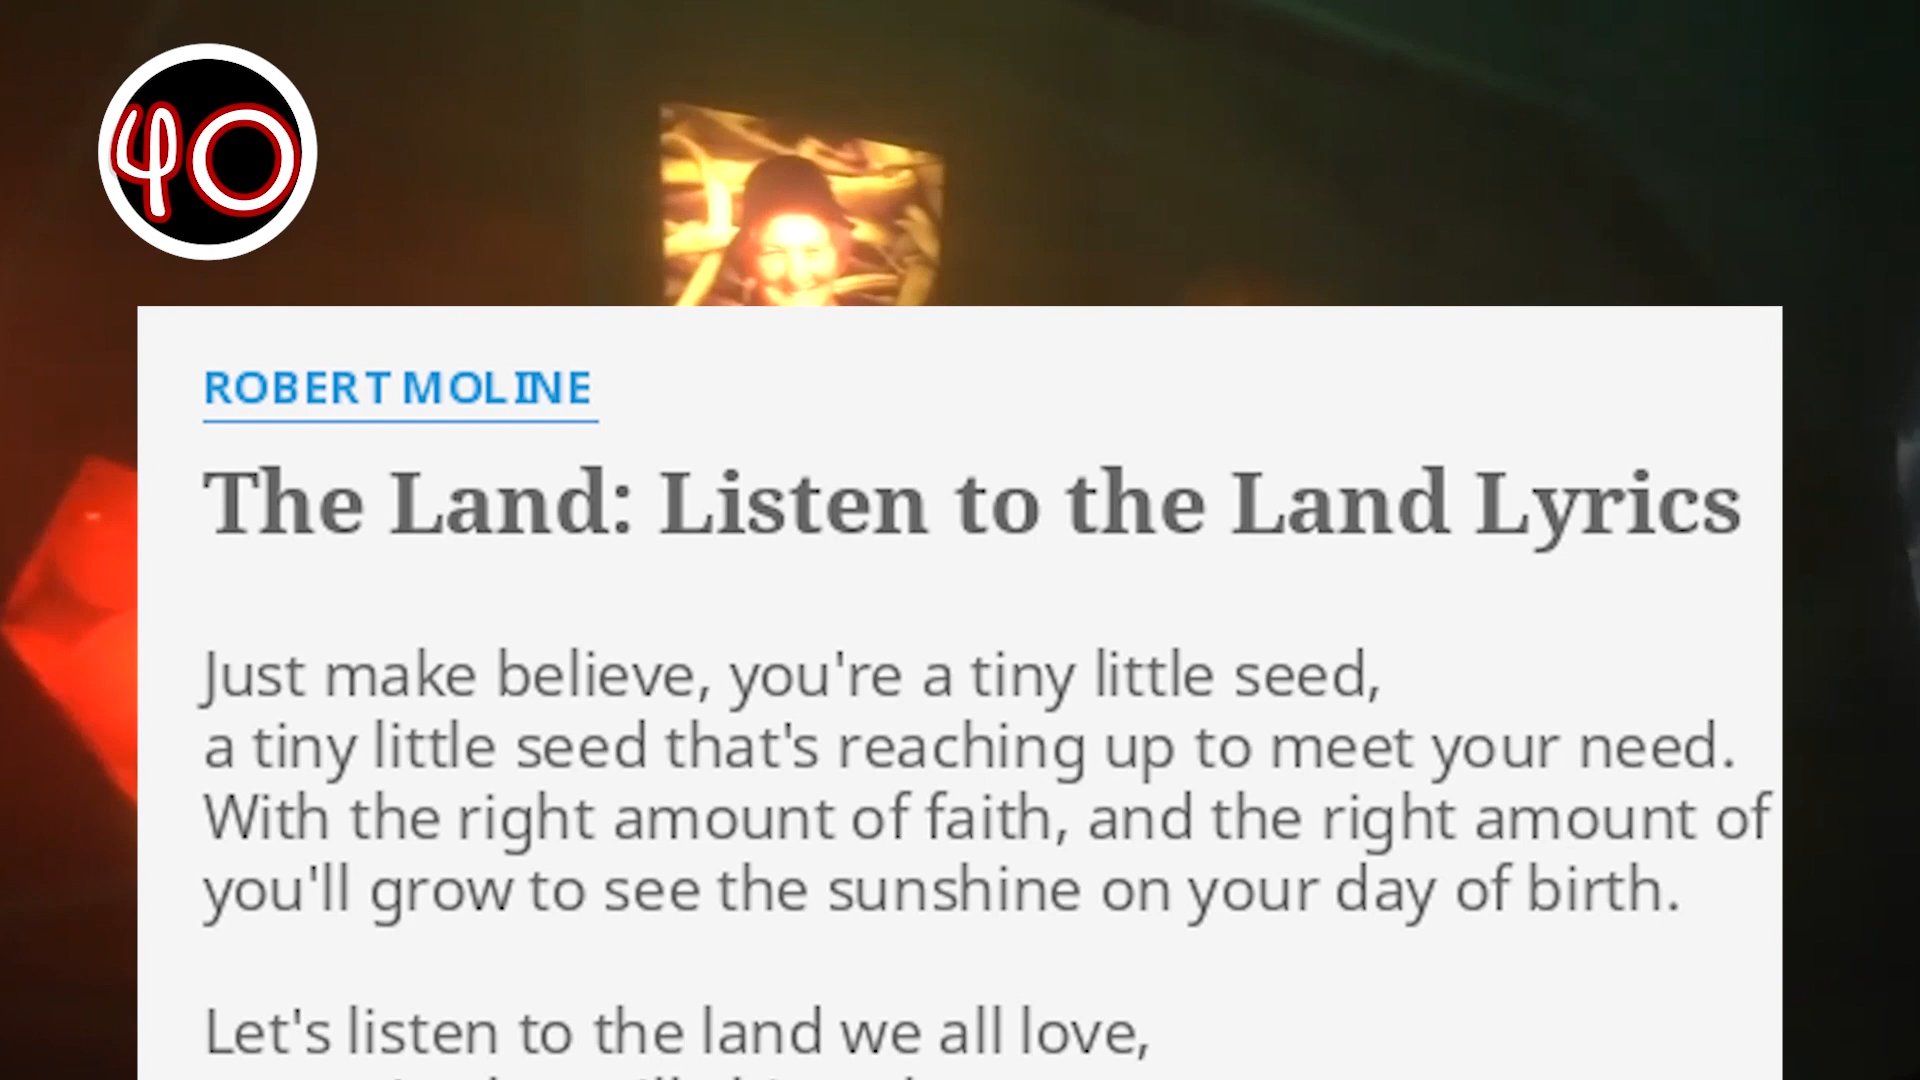 40
ROBERT MOLINE
The Land: Listen to the Land Lyrics
Just make believe, you're a tiny little seed,
a tiny little seed that's reaching up to meet your need.
With the right amount of faith, and the right amount of
you'll grow to see the sunshine on your day of birth.
Let's listen to the land we all love,